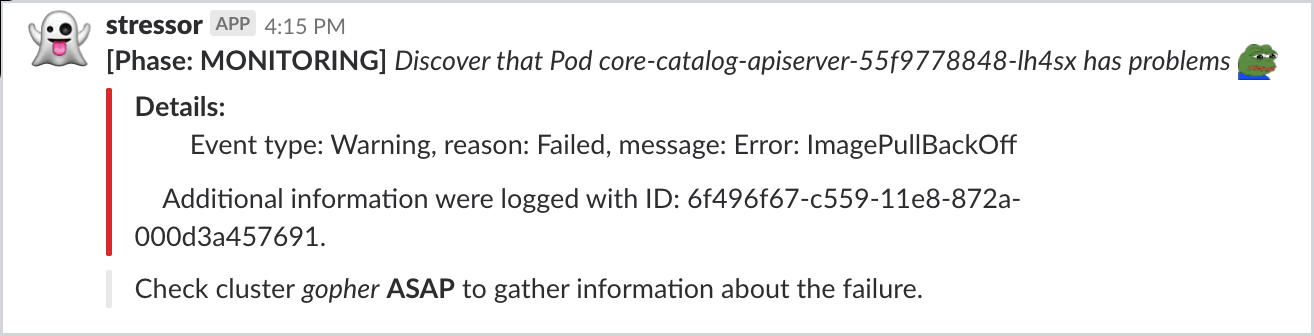 stressor APP 4:15 PM
[Phase: MONITORING] Discover that Pod core-catalog-apiserver-55f9778848-lh4sx has problems
Details:
Event type: Warning, reason: Failed, message: Error: ImagePullBackOff
Additional information were logged with ID: 6f496f67-c559-11e8-872a-
000d3a457691.
Check cluster gopher ASAP to gather information about the failure.